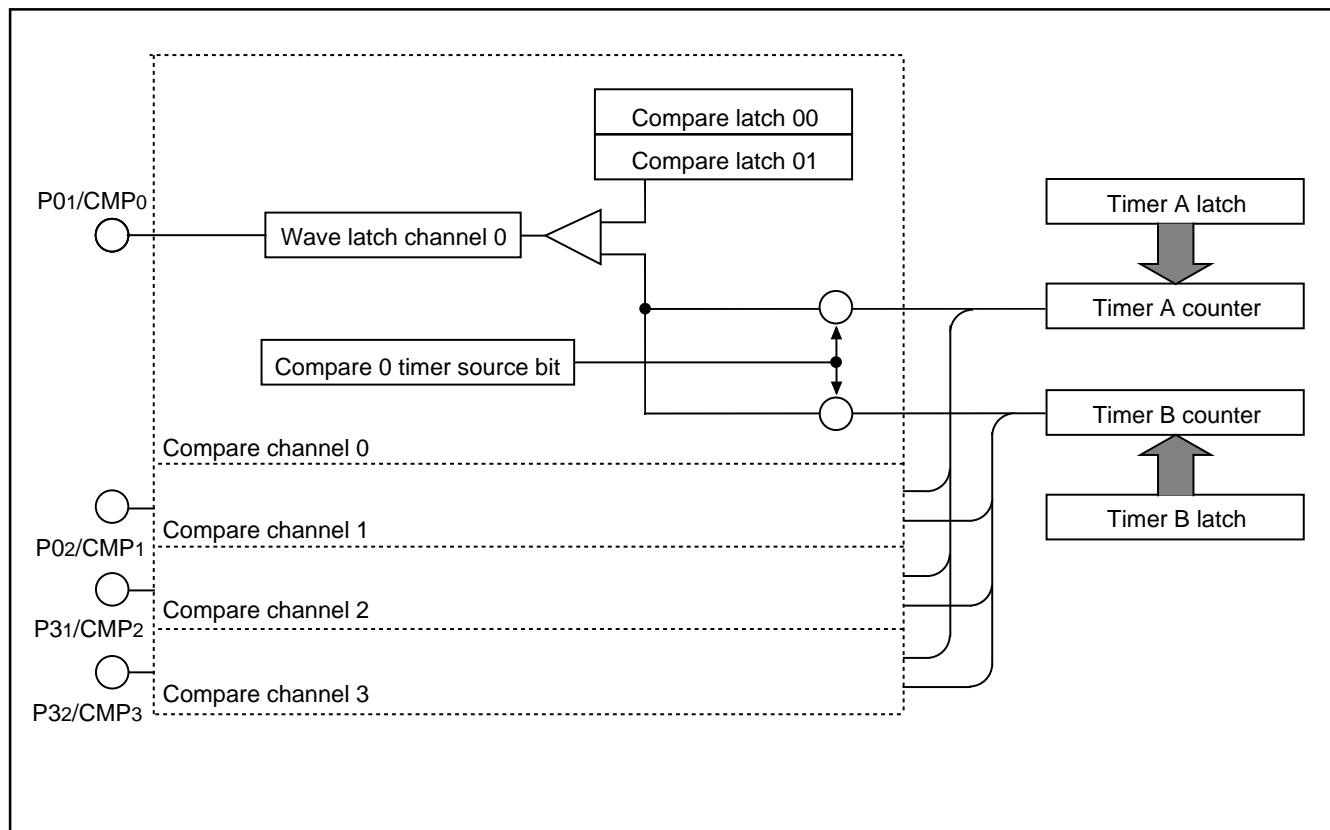 Compare latch 00
Compare latch 01
P01/CMP0
Wave latch channel 0
Timer A latch
Timer A counter
Compare 0 timer source bit
Timer B counter
Compare channel 0
Timer B latch
Compare channel 1
P02/CMP1
Compare channel 2
P31/CMP2
Compare channel 3
P32/CMP3